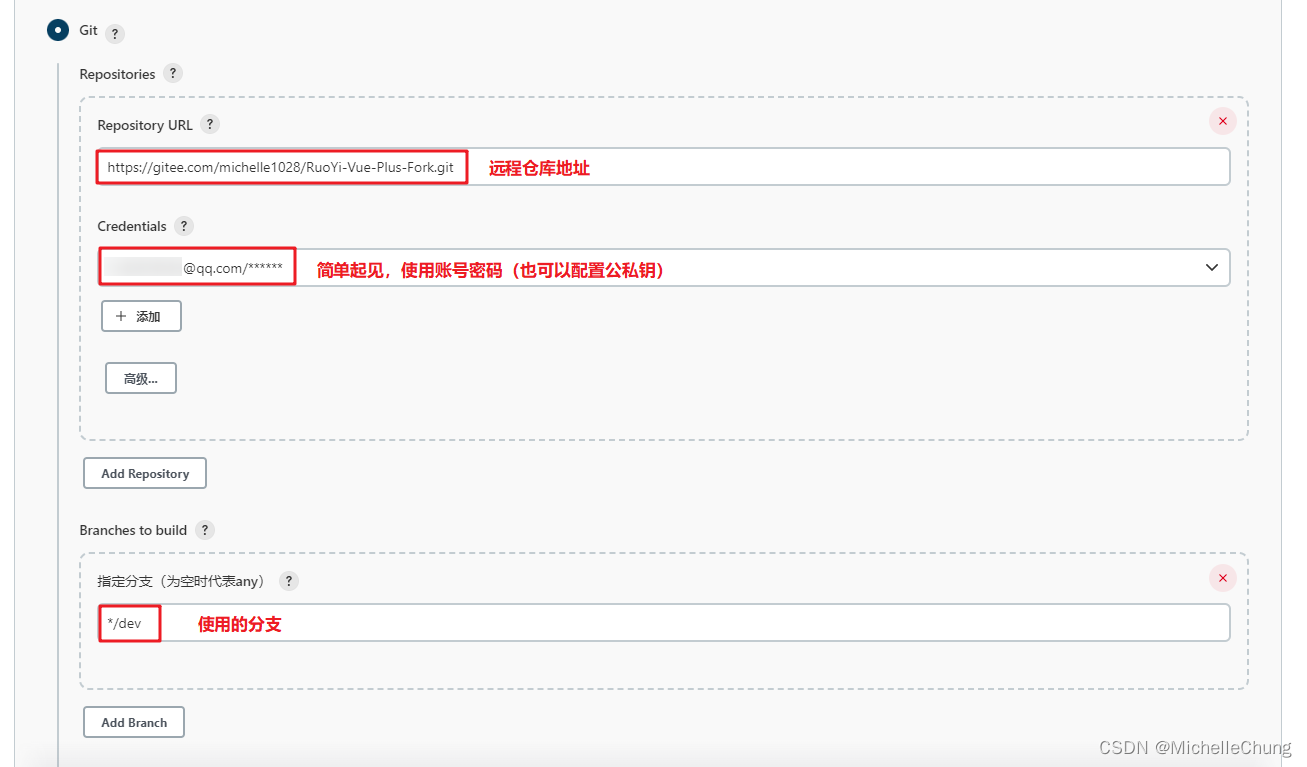 Git ?
Repositories ?
Repository URL ?
https://gitee.com/michelle1028/RuoYi-Vue-Plus-Fork.git 远程仓库地址
Credentials ?
@qq.com/****** 简单起见，使用账号密码（也可以配置公私钥）
+ 添加
高级...
Add Repository
Branches to build ?
指定分支（为空时代表any） ?
*/dev 使用的分支
Add Branch
CSDN @MichelleChung